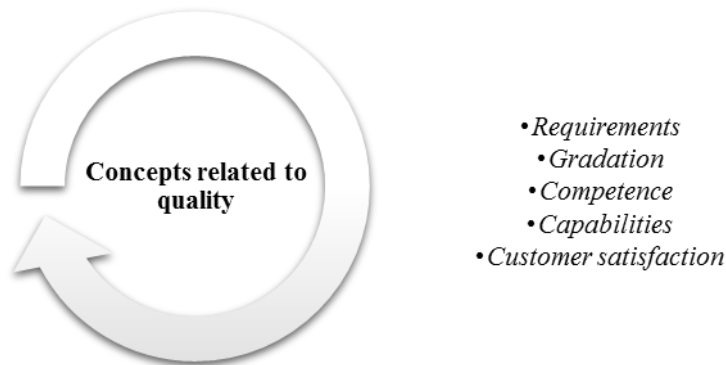 Concepts related to
quality
•Requirements
•Gradation
•Competence
•Capabilities
•Customer satisfaction